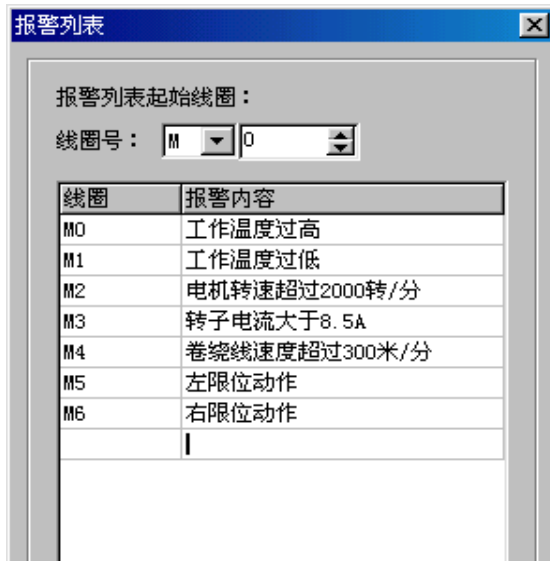 报警列表
报警列表起始线圈：
线圈号： M 0
线圈 报警内容
M0 工作温度过高
M1 工作温度过低
M2 电机转速超过2000转/分
M3 转子电流大于8.5A
M4 卷绕线速度超过300米/分
M5 左限位动作
M6 右限位动作